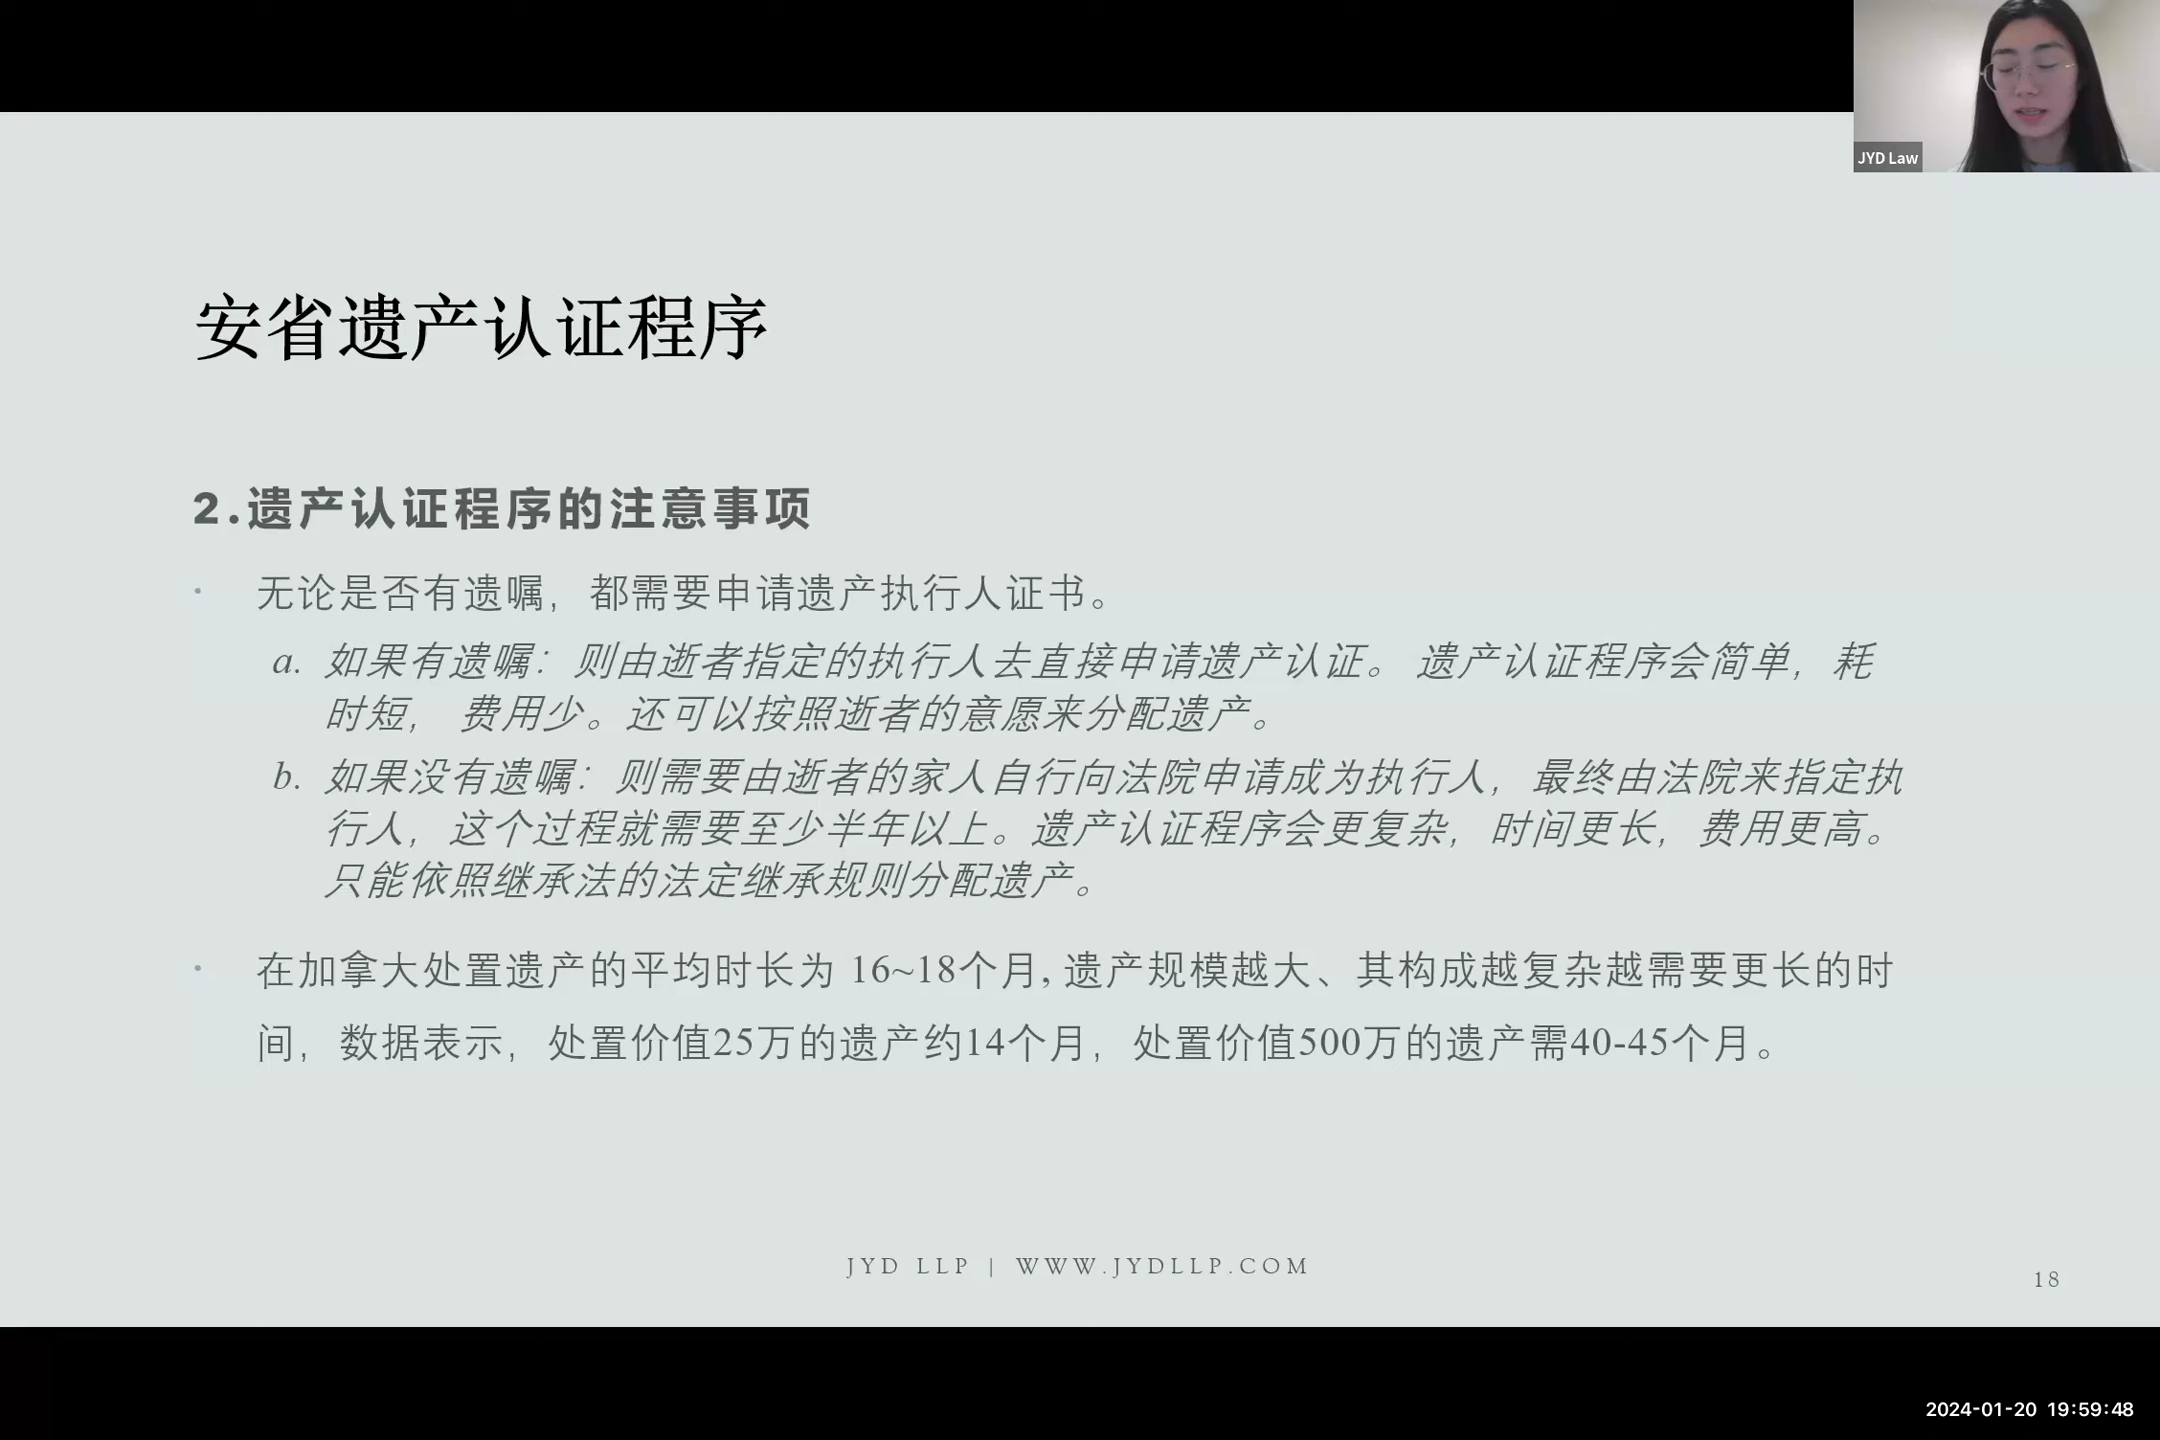 JYD Law
安省遗产认证程序
2.遗产认证程序的注意事项
· 无论是否有遗嘱，都需要申请遗产执行人证书。
a. 如果有遗嘱：则由逝者指定的执行人去直接申请遗产认证。 遗产认证程序会简单，耗
时短， 费用少。还可以按照逝者的意愿来分配遗产。
b. 如果没有遗嘱：则需要由逝者的家人自行向法院申请成为执行人，最终由法院来指定执
行人，这个过程就需要至少半年以上。遗产认证程序会更复杂，时间更长，费用更高。
只能依照继承法的法定继承规则分配遗产。
· 在加拿大处置遗产的平均时长为 16~18个月, 遗产规模越大、其构成越复杂越需要更长的时
间，数据表示，处置价值25万的遗产约14个月，处置价值500万的遗产需40-45个月。
JYD LLP | WWW.JYDLLP.COM
18
2024-01-20 19:59:48